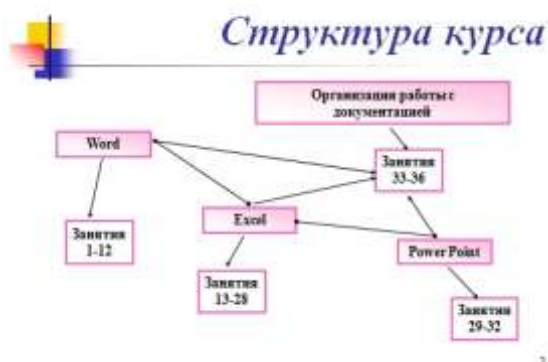 Структура курса
Организация работы с
документацией
Word
Занятия
33-36
Excel
Занятия
1-12
Power Point
Занятия
13-28
Занятия
29-32